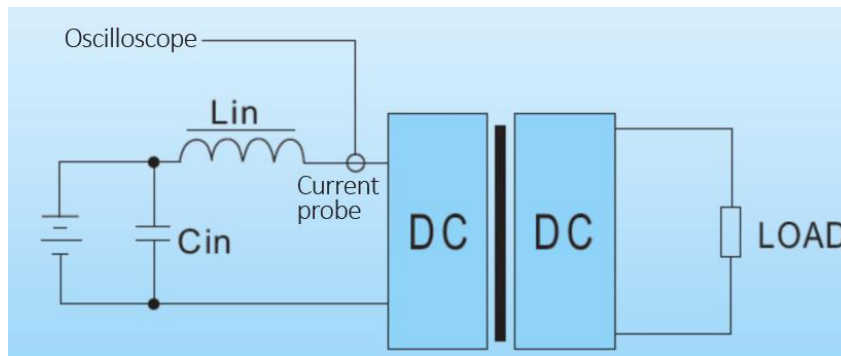 Oscilloscope
Lin
Current
probe
Cin
DC
DC
LOAD